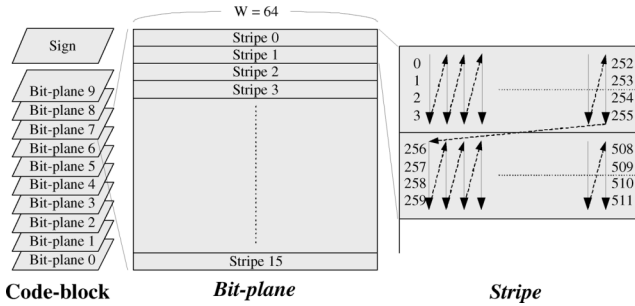 W = 64
Sign
Bit-plane 9
Bit-plane 8
Bit-plane 7
Bit-plane 6
Bit-plane 5
Bit-plane 4
Bit-plane 3
Bit-plane 2
Bit-plane 1
Bit-plane 0
Code-block
Stripe 0
Stripe 1
Stripe 2
Stripe 3
Stripe 15
Bit-plane
0 252
1 253
2 254
3 255
256 508
257 509
258 510
259 511
Stripe